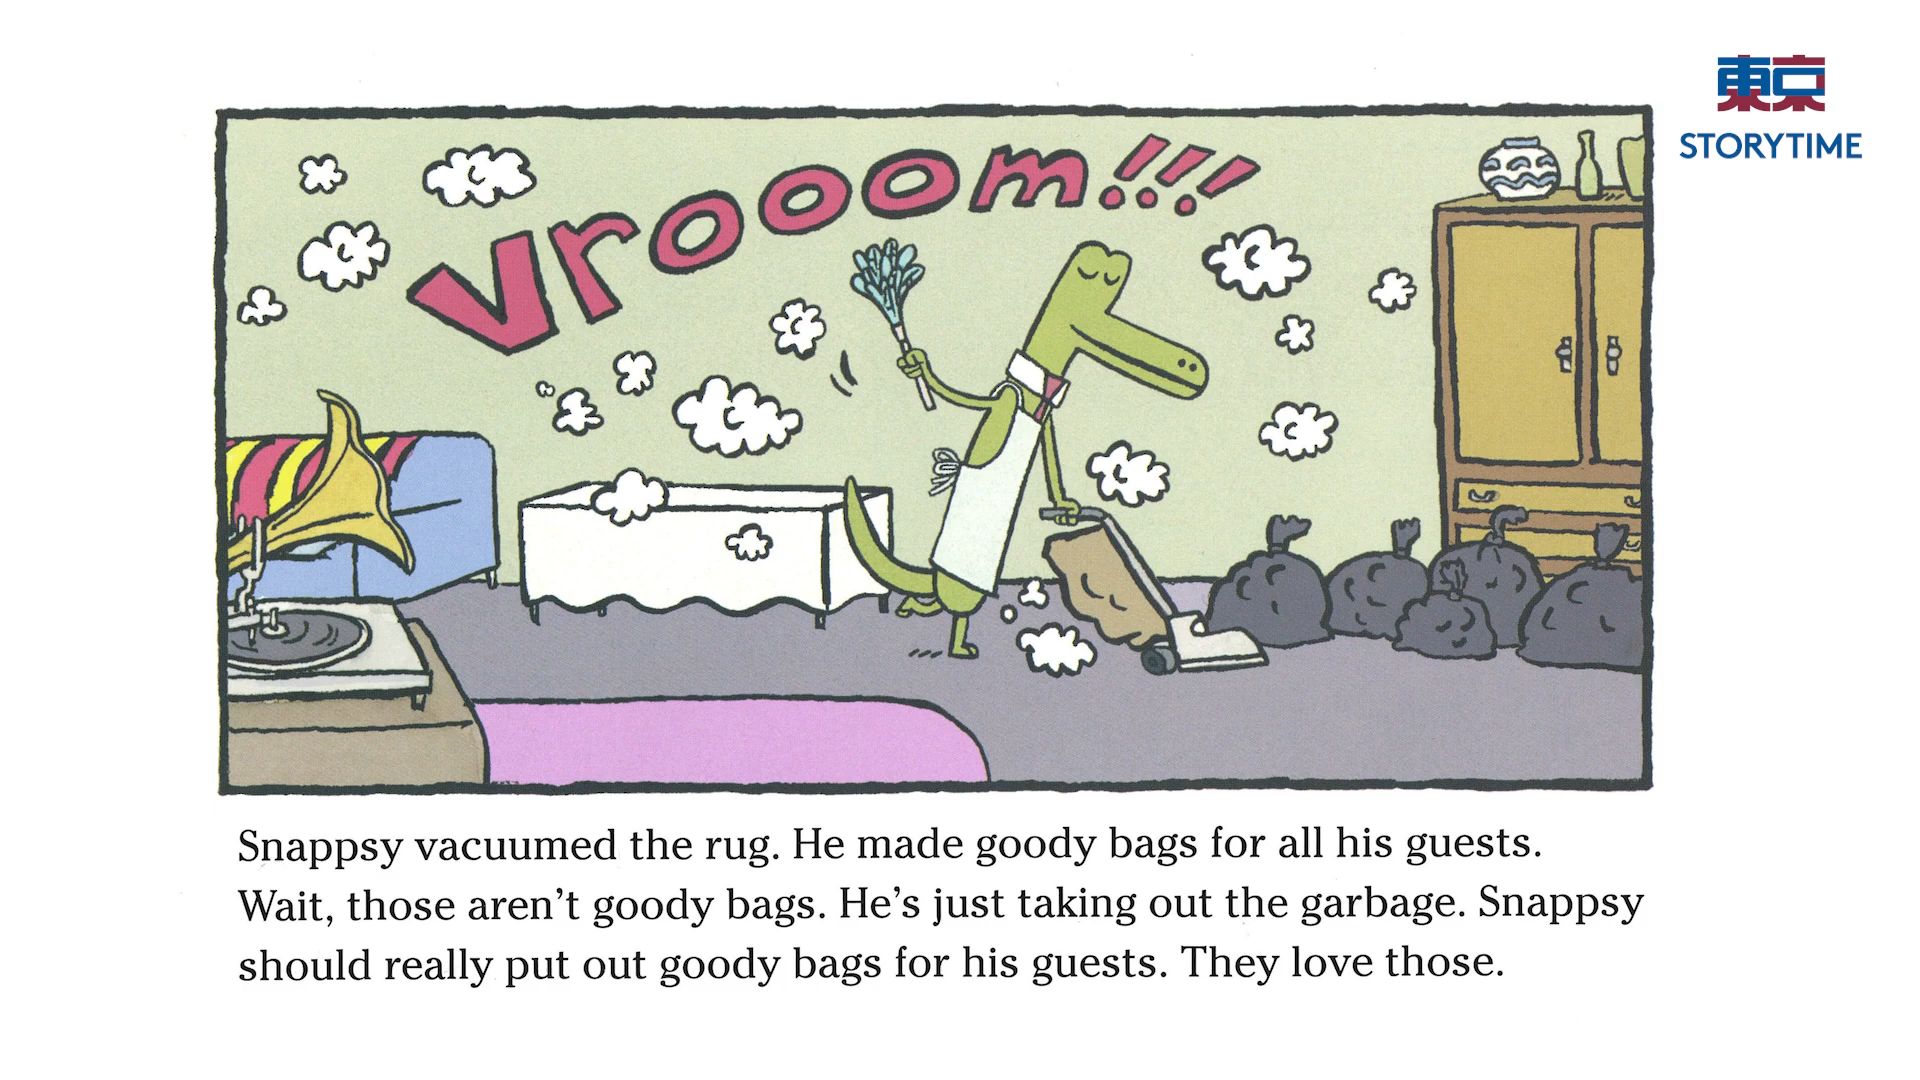 東京
STORYTIME
vrooom!!!
Snappsy vacuumed the rug. He made goody bags for all his guests.
Wait, those aren’t goody bags. He’s just taking out the garbage. Snappsy
should really put out goody bags for his guests. They love those.